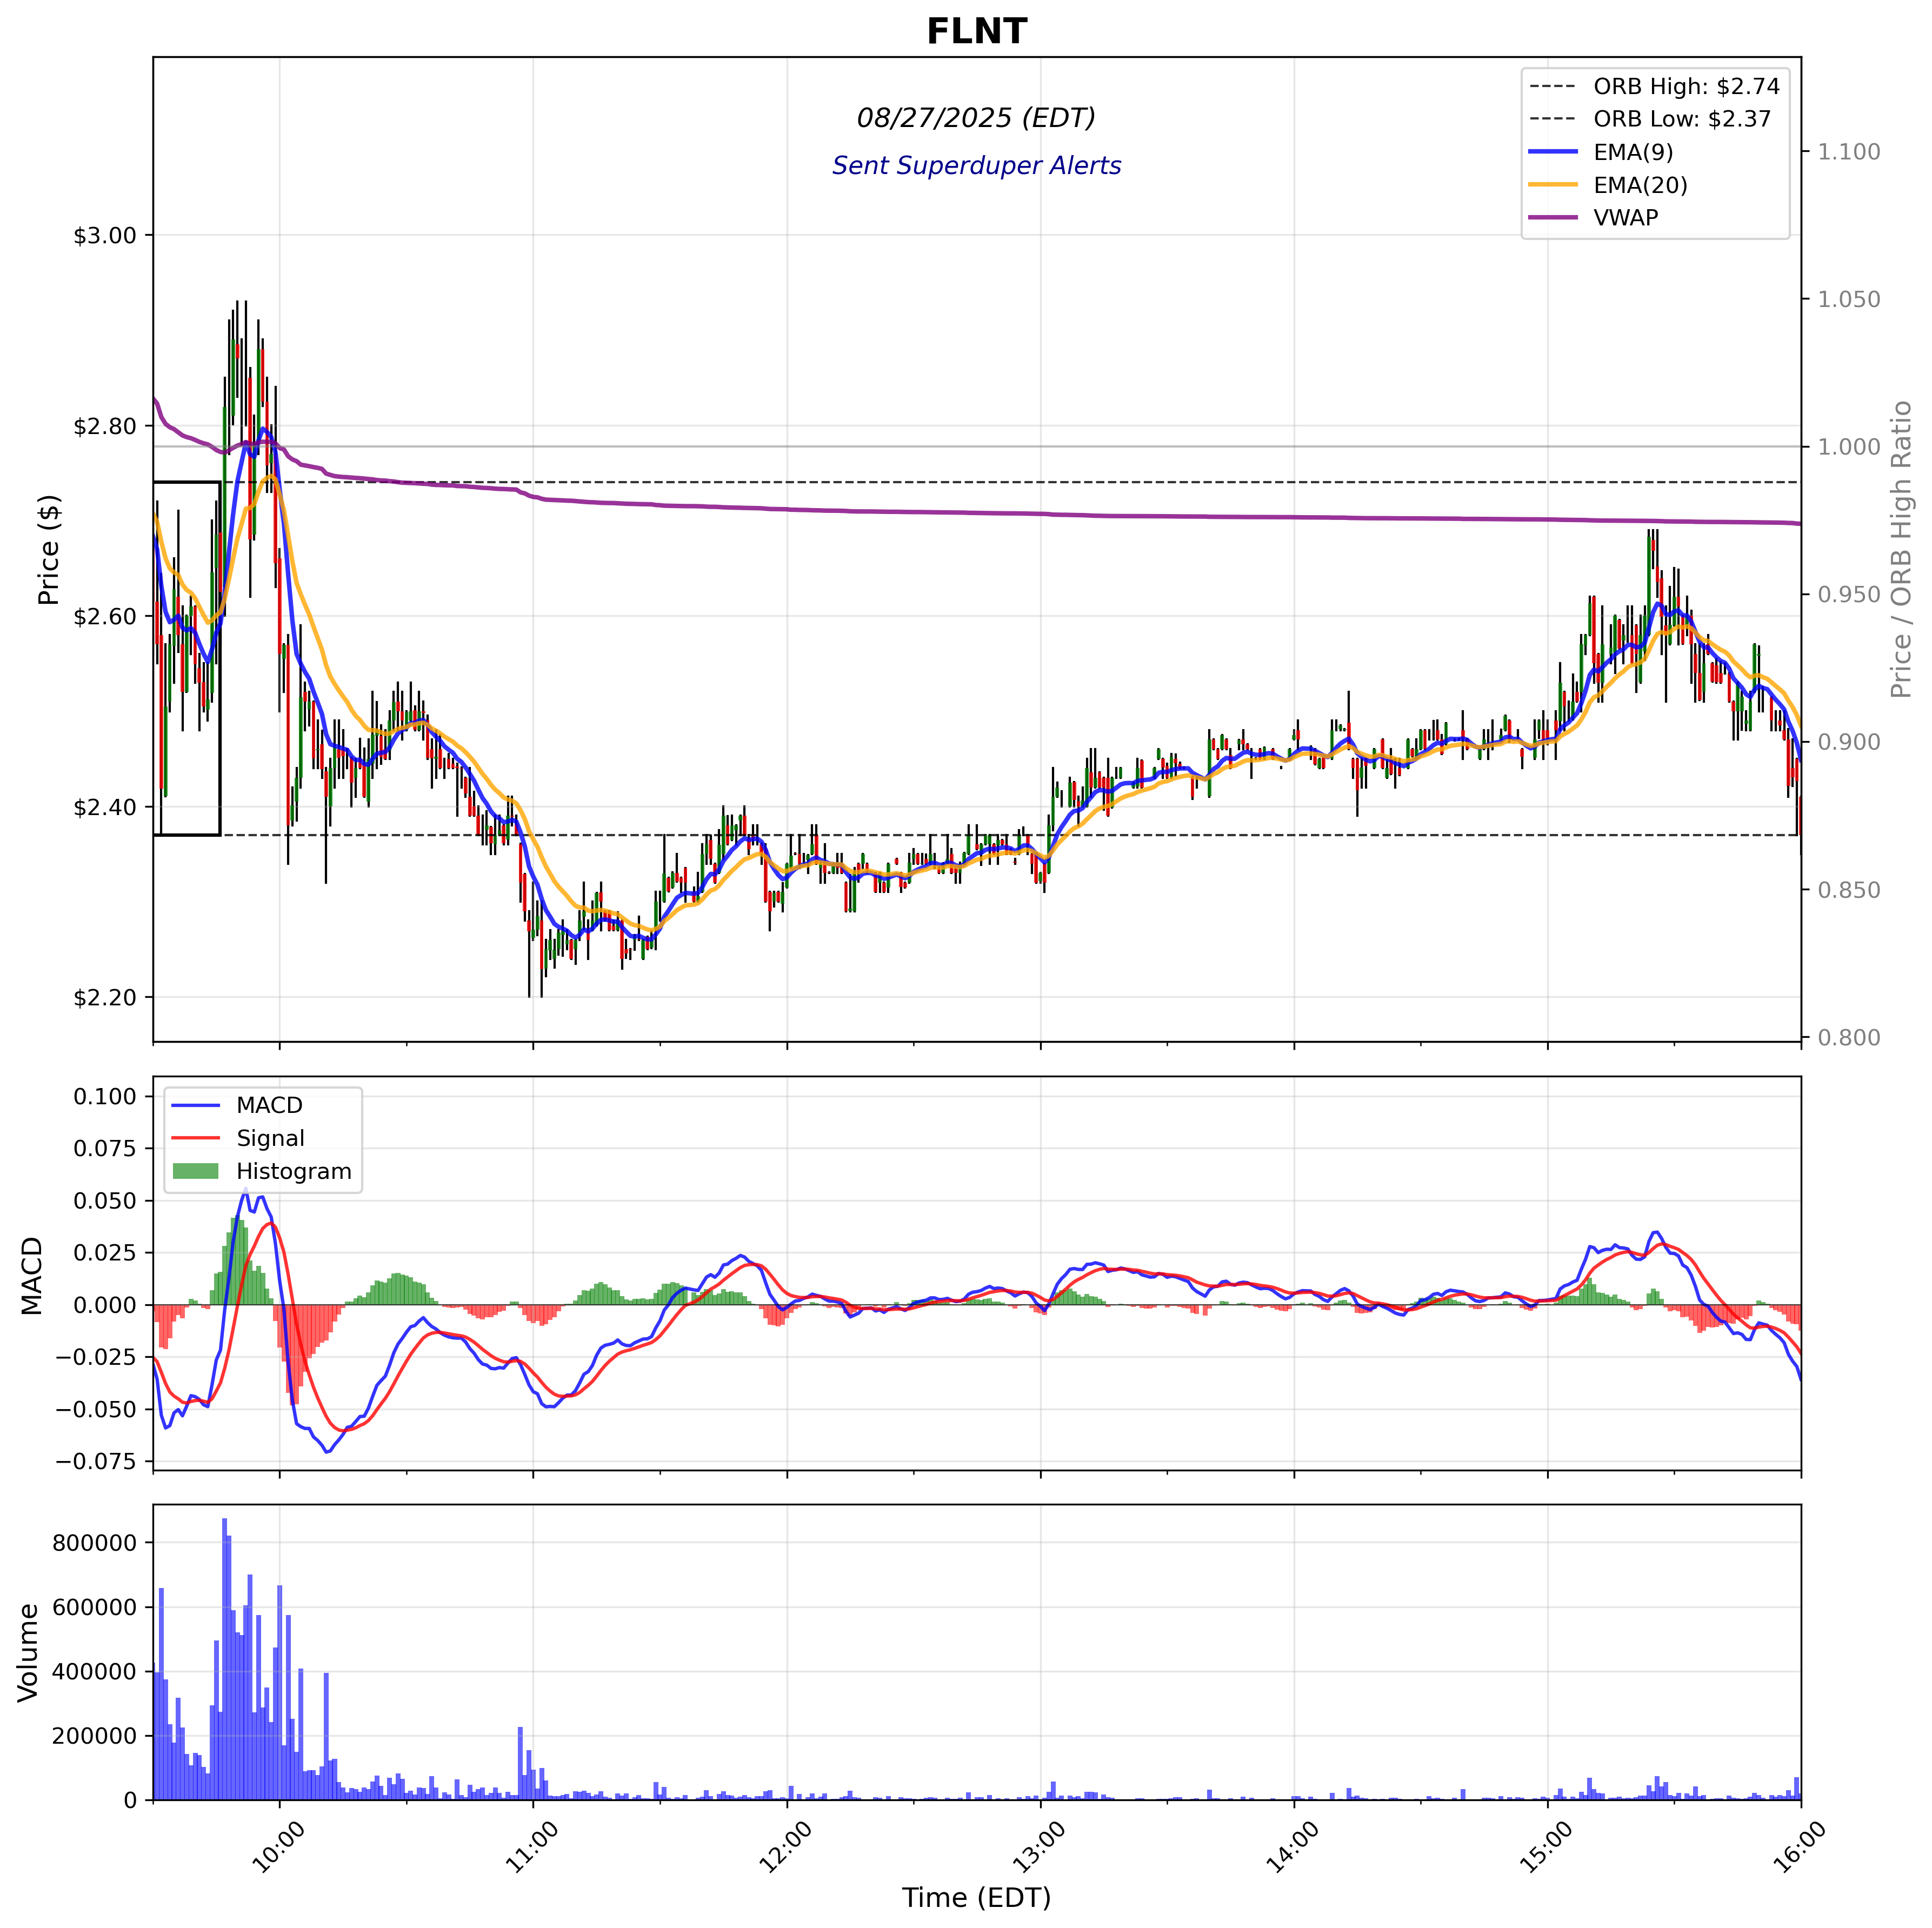 FLNT
08/27/2025 (EDT)
Sent Superduper Alerts
ORB High: $2.74
ORB Low: $2.37
EMA(9)
EMA(20)
VWAP
Price ($)
$3.00
$2.80
$2.60
$2.40
$2.20
1.100
1.050
1.000
0.950
0.900
0.850
0.800
Price / ORB High Ratio
MACD
Signal
Histogram
MACD
0.100
0.075
0.050
0.025
0.000
−0.025
−0.050
−0.075
Volume
800000
600000
400000
200000
0
10:00
11:00
12:00
13:00
14:00
15:00
16:00
Time (EDT)